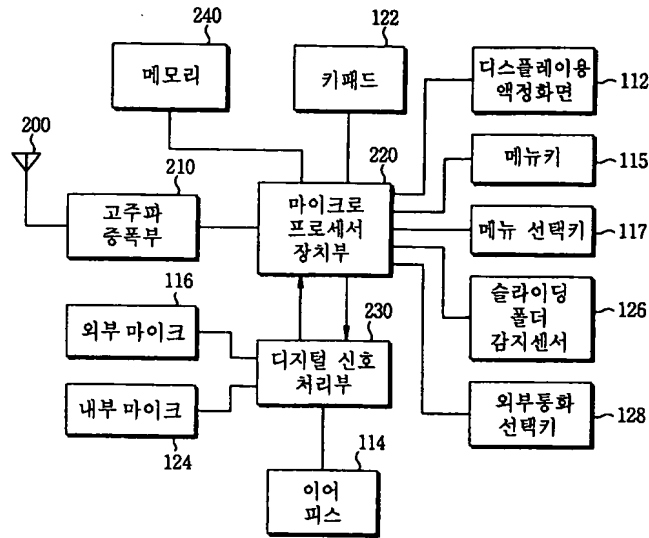 240
메모리
122
키패드
디스플레이용
액정화면
112
200
210
고주파
증폭부
220
마이크로
프로세서
장치부
메뉴키
115
메뉴 선택키
117
116
외부 마이크
230
디지털 신호
처리부
슬라이딩
폴더
감지센서
126
내부 마이크
124
외부통화
선택키
128
114
이어
피스